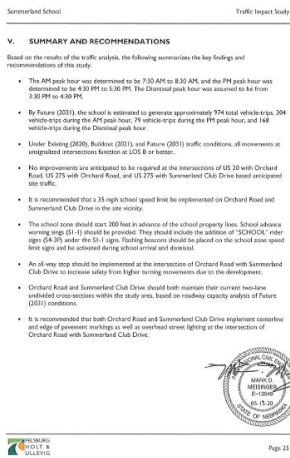 Summerland School
Traffic Impact Study
V. SUMMARY AND RECOMMENDATIONS
Based on the results of the traffic analysis, the following summarizes the key findings and
recommendations of this study.
• The AM peak hour was determined to be 7:30 AM to 8:30 AM, and the PM peak hour was
determined to be 4:30 PM to 5:30 PM. The Dismissal peak hour was assumed to be from
3:30 PM to 4:30 PM.
• By Future (2031), the school is estimated to generate approximately 974 total vehicle-trips, 304
vehicle-trips during the AM peak hour, 79 vehicle-trips during the PM peak hour, and 168
vehicle-trips during the Dismissal peak hour.
• Under Existing (2020), Buildout (2021), and Future (2031) traffic conditions, all movements at
unsignalized intersections function at LOS B or better.
• No improvements are anticipated to be required at the intersections of US 20 with Orchard
Road, US 275 with Orchard Road, and US 275 with Summerland Club Drive based anticipated
site traffic.
• It is recommended that a 35 mph school speed limit be completed on Orchard Road and
Summerland Club Drive in the site vicinity.
• The school zone should start 200 feet in advance of the school property lines. School advance
warning signs (S1-1) should be provided. They should include the addition of "SCHOOL" rider
signs (S4-3P) under the S1-1 signs. Flashing beacons should be placed on the school zone speed
limit signs and be activated during school arrival and dismissal.
• An all-way stop should be implemented at the intersection of Orchard Road with Summerland
Club Drive to increase safety from higher turning movements due to the development.
• Orchard Road and Summerland Club Drive should both maintain their current two-lane
undivided cross-sections within the study area, based on roadway capacity analysis of Future
(2031) conditions.
• It is recommended that both Orchard Road and Summerland Club Drive implement centerline
and edge of pavement markings as well as overhead street lighting at the intersection of
Orchard Road with Summerland Club Drive.
MARK D.
MEISINGER
E-12049
STATE OF NEBRASKA
FELSBURG
HOLT &
ULLEVIG
Page 25